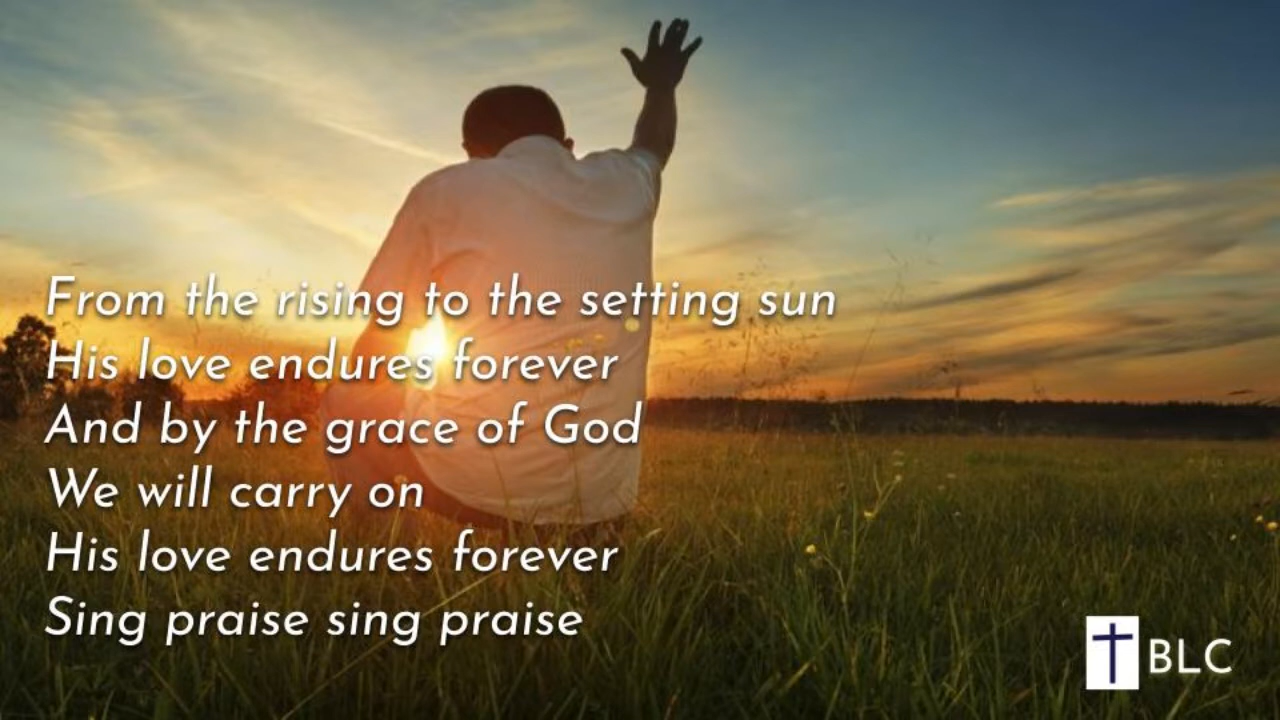 From the rising to the setting sun
His love endures forever
And by the grace of God
We will carry on
His love endures forever
Sing praise sing praise
BLC